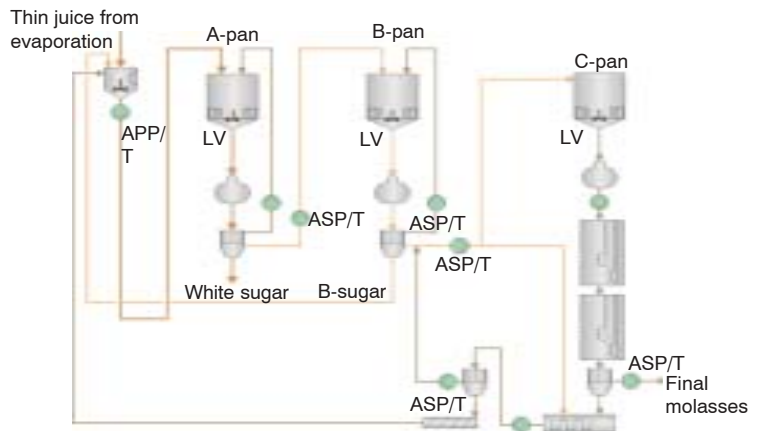 Thin juice from
evaporation
A-pan
B-pan
C-pan
APP/
T
LV
LV
LV
ASP/T
ASP/T
ASP/T
White sugar
B-sugar
ASP/T
ASP/T
Final
molasses